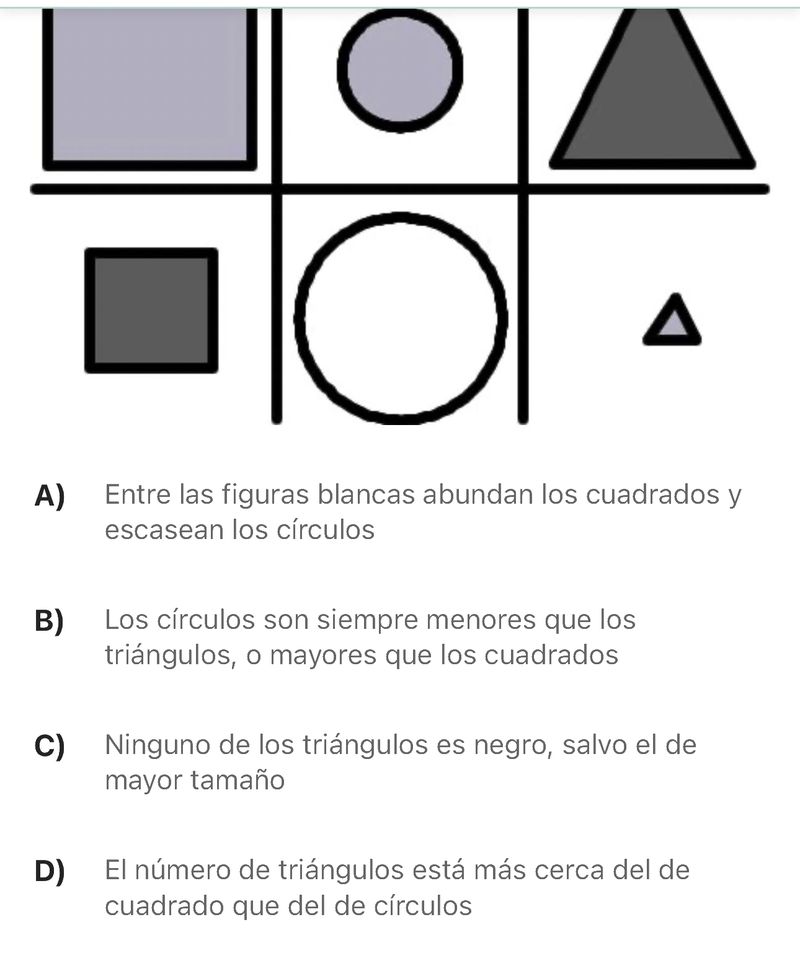 A) Entre las figuras blancas abundan los cuadrados y
escasean los círculos
B) Los círculos son siempre menores que los
triángulos, o mayores que los cuadrados
C) Ninguno de los triángulos es negro, salvo el de
mayor tamaño
D) El número de triángulos está más cerca del de
cuadrado que del de círculos